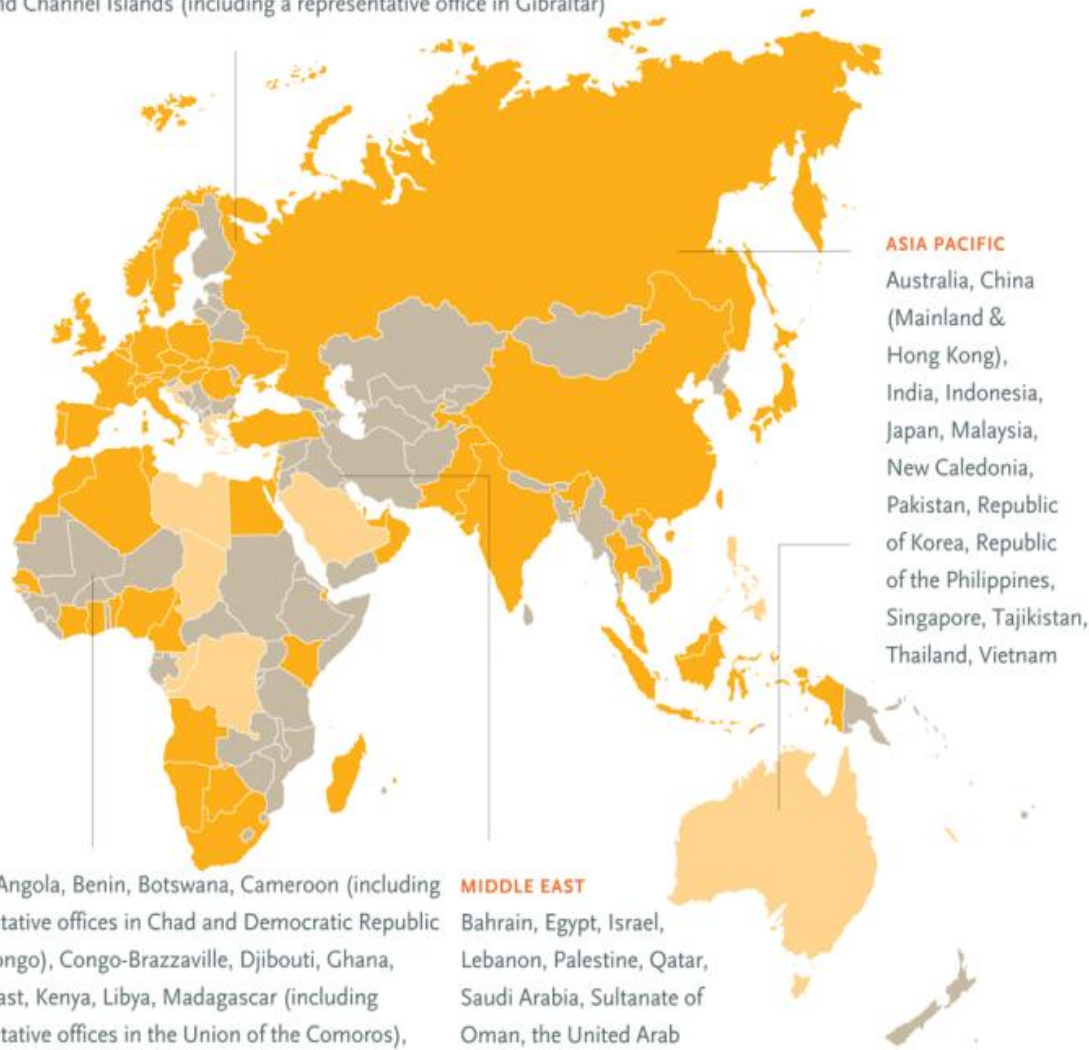 nd Channel Islands (including a representative office in Gibraltar)
ASIA PACIFIC
Australia, China
(Mainland &
Hong Kong),
India, Indonesia,
Japan, Malaysia,
New Caledonia,
Pakistan, Republic
of Korea, Republic
of the Philippines,
Singapore, Tajikistan,
Thailand, Vietnam
Angola, Benin, Botswana, Cameroon (including
tative offices in Chad and Democratic Republic
ongo), Congo-Brazzaville, Djibouti, Ghana,
ast, Kenya, Libya, Madagascar (including
tative offices in the Union of the Comoros),
MIDDLE EAST
Bahrain, Egypt, Israel,
Lebanon, Palestine, Qatar,
Saudi Arabia, Sultanate of
Oman, the United Arab